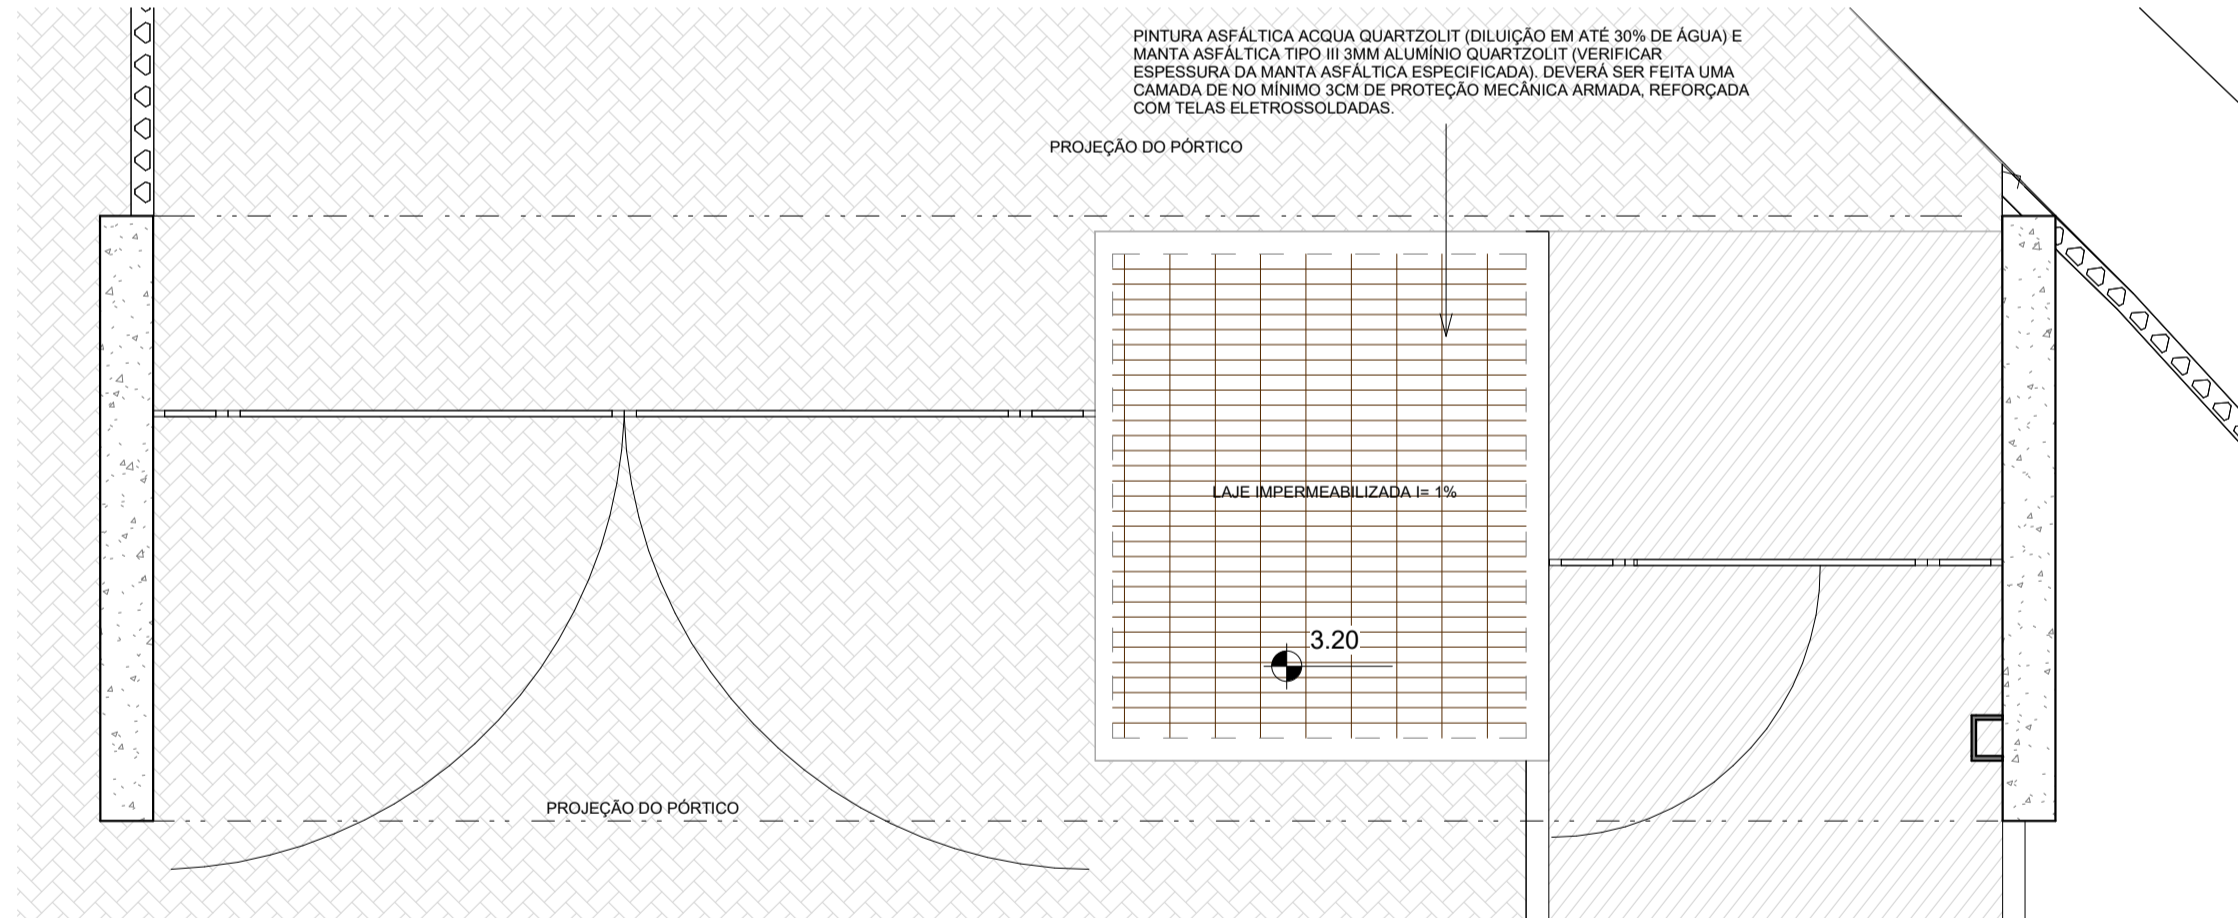 PINTURA ASFÁLTICA ACQUA QUARTZOLIT (DILUIÇÃO EM ATÉ 30% DE ÁGUA) E
MANTA ASFÁLTICA TIPO III 3MM ALUMÍNIO QUARTZOLIT (VERIFICAR
ESPESSURA DA MANTA ASFÁLTICA ESPECIFICADA). DEVERÁ SER FEITA UMA
CAMADA DE NO MÍNIMO 3CM DE PROTEÇÃO MECÂNICA ARMADA, REFORÇADA
COM TELAS ELETROSSOLDADAS.
PROJEÇÃO DO PÓRTICO
LAJE IMPERMEABILIZADA I= 1%
3.20
PROJEÇÃO DO PÓRTICO